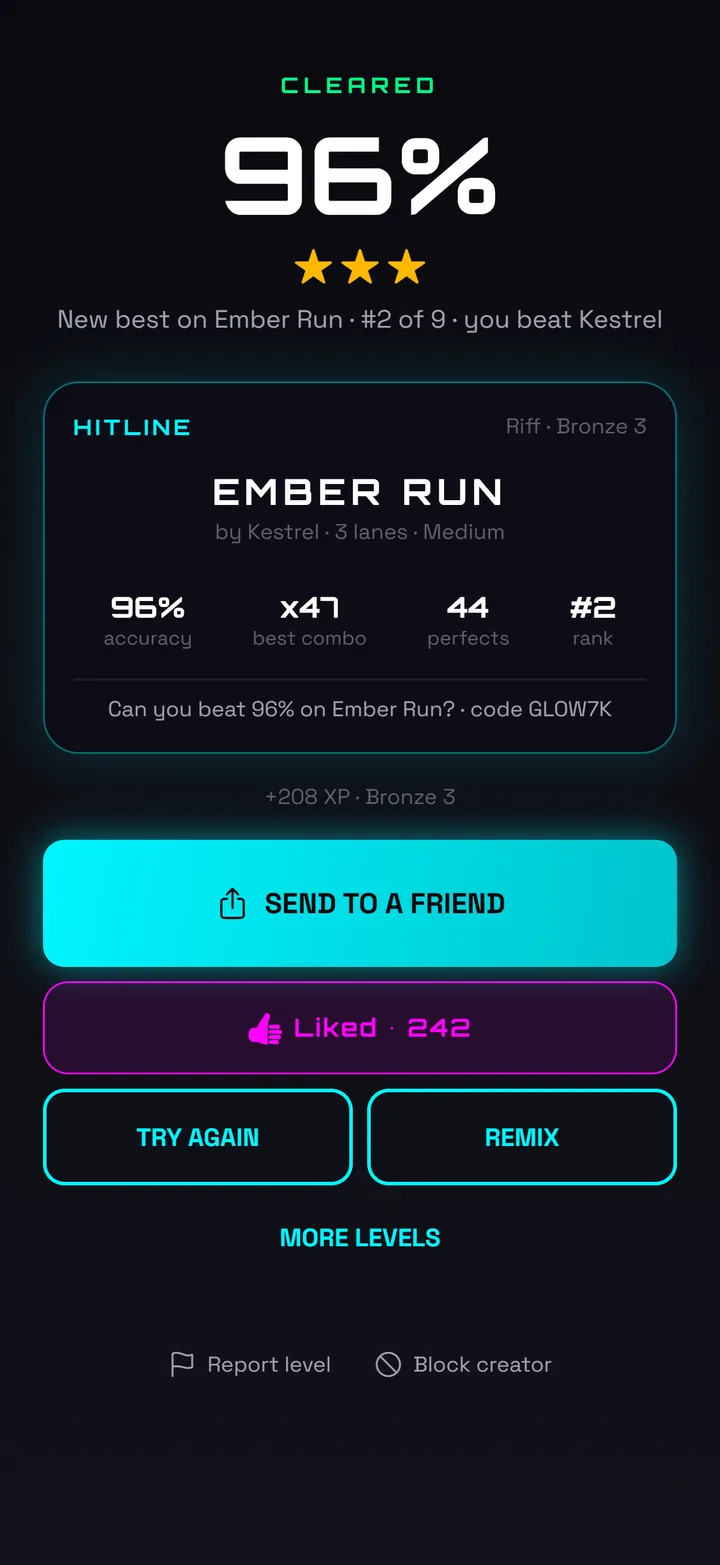 CLEARED
96%
New best on Ember Run · #2 of 9 · you beat Kestrel
HITLINE
Riff · Bronze 3
EMBER RUN
by Kestrel · 3 lanes · Medium
96% x47 44 #2
accuracy best combo perfects rank
Can you beat 96% on Ember Run? · code GLOW7K
+208 XP · Bronze 3
SEND TO A FRIEND
Liked · 242
TRY AGAIN
REMIX
MORE LEVELS
Report level
Block creator